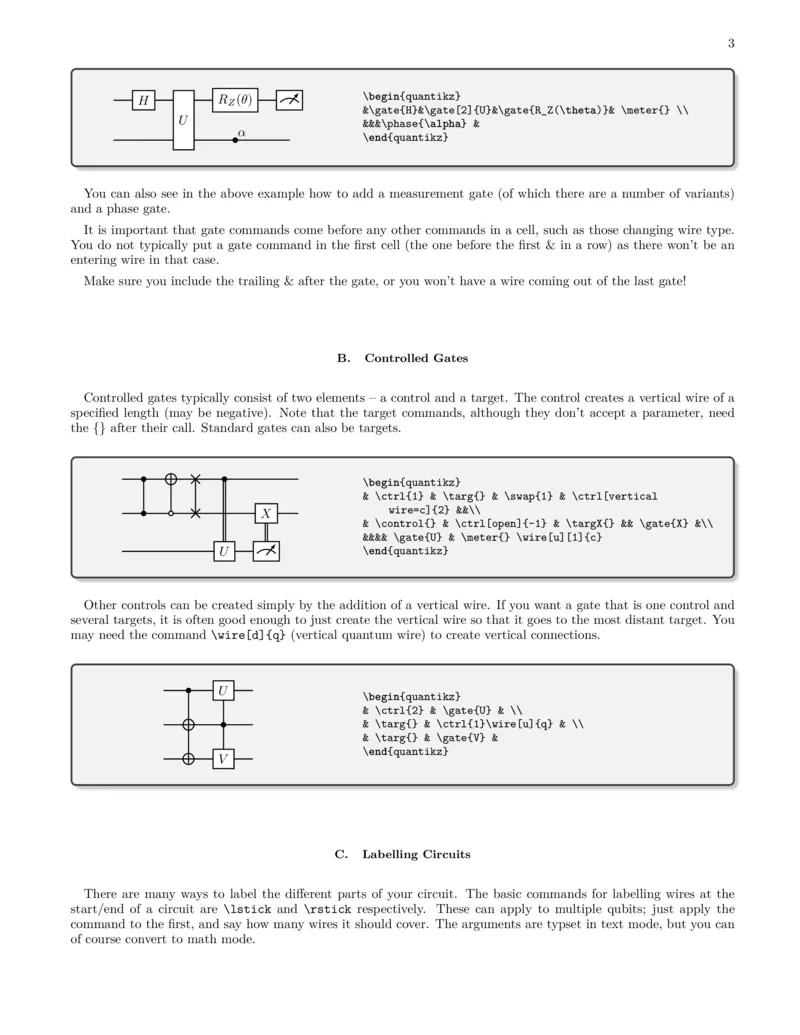 3
H
R_Z(θ)
U
α
\begin{quantikz}
&\gate{H}&\gate[2]{U}&\gate{R_Z(\theta)}& \meter{} \\
&&&\phase{\alpha} &
\end{quantikz}
You can also see in the above example how to add a measurement gate (of which there are a number of variants)
and a phase gate.
It is important that gate commands come before any other commands in a cell, such as those changing wire type.
You do not typically put a gate command in the first cell (the one before the first & in a row) as there won't be an
entering wire in that case.
Make sure you include the trailing & after the gate, or you won't have a wire coming out of the last gate!
B. Controlled Gates
Controlled gates typically consist of two elements – a control and a target. The control creates a vertical wire of a
specified length (may be negative). Note that the target commands, although they don't accept a parameter, need
the {} after their call. Standard gates can also be targets.
X
U
\begin{quantikz}
& \ctrl{1} & \targ{} & \swap{1} & \ctrl[vertical
wire=c]{2} &&\\
& \control{} & \ctrl[open]{-1} & \targX{} && \gate{X} &\\
&&&& \gate{U} & \meter{} \wire[u][1]{c}
\end{quantikz}
Other controls can be created simply by the addition of a vertical wire. If you want a gate that is one control and
several targets, it is often good enough to just create the vertical wire so that it goes to the most distant target. You
may need the command \wire[d]{q} (vertical quantum wire) to create vertical connections.
U
V
\begin{quantikz}
& \ctrl{2} & \gate{U} & \\
& \targ{} & \ctrl{1}\wire[u]{q} & \\
& \targ{} & \gate{V} &
\end{quantikz}
C. Labelling Circuits
There are many ways to label the different parts of your circuit. The basic commands for labelling wires at the
start/end of a circuit are \lstick and \rstick respectively. These can apply to multiple qubits; just apply the
command to the first, and say how many wires it should cover. The arguments are typset in text mode, but you can
of course convert to math mode.